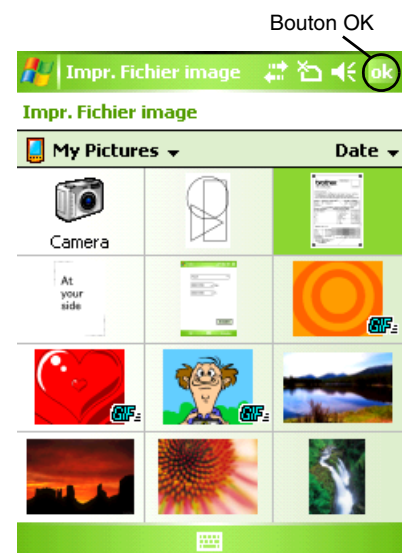 Bouton OK
Impr. Fichier image ok
Impr. Fichier image
My Pictures Date
Camera
brother
At
your
side
GIF
GIF
GIF